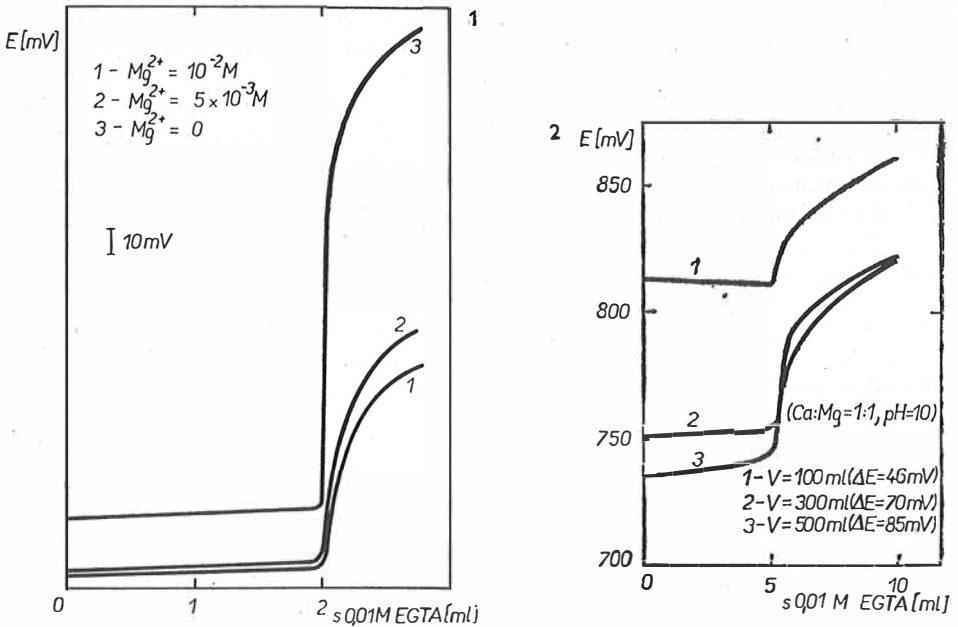 1
E [mV]
1 - Mg²⁺ = 10⁻²M
2 - Mg²⁺ = 5 × 10⁻³M
3 - Mg²⁺ = 0
10 mV
3
2
1
0 1 2 s 0,01 M EGTA [ml]
2
E [mV]
850
800
750
700
1
2
3
(Ca:Mg=1:1, pH=10)
1 - V = 100 ml (ΔE=46mV)
2 - V = 300 ml (ΔE=70mV)
3 - V = 500 ml (ΔE=85mV)
0 5 10
s 0,01 M EGTA [ml]